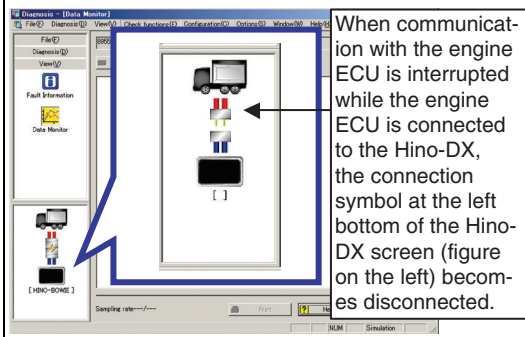 Diagnosis - [Data Monitor]
File(F) Diagnosis(D) View(V) Check functions(E) Configuration(C) Options(S) Window(W) Help(H)
File(F)
Diagnosis(D)
View(V)
Fault Information
Data Monitor
[ HINO-BOWIE ]
[ ]
Sampling rate---/---
Print
NUM
Simulation
When communicat-
ion with the engine
ECU is interrupted
while the engine
ECU is connected
to the Hino-DX,
the connection
symbol at the left
bottom of the Hino-
DX screen (figure
on the left) becom-
es disconnected.